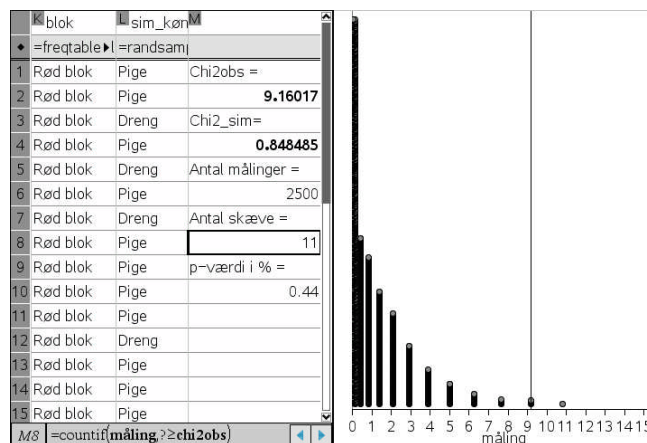 K blok L sim_køn M
◆ =freqtable▸l =randsam
1 Rød blok Pige Chi2obs =
2 Rød blok Pige 9.16017
3 Rød blok Dreng Chi2_sim=
4 Rød blok Pige 0.848485
5 Rød blok Dreng Antal målinger =
6 Rød blok Pige 2500
7 Rød blok Dreng Antal skæve =
8 Rød blok Pige 11
9 Rød blok Pige p-værdi i % =
10 Rød blok Pige 0.44
11 Rød blok Pige
12 Rød blok Dreng
13 Rød blok Pige
14 Rød blok Pige
15 Rød blok Pige
M8 =countif(måling,?≥chi2obs)
0 1 2 3 4 5 6 7 8 9 10 11 12 13 14 15
måling